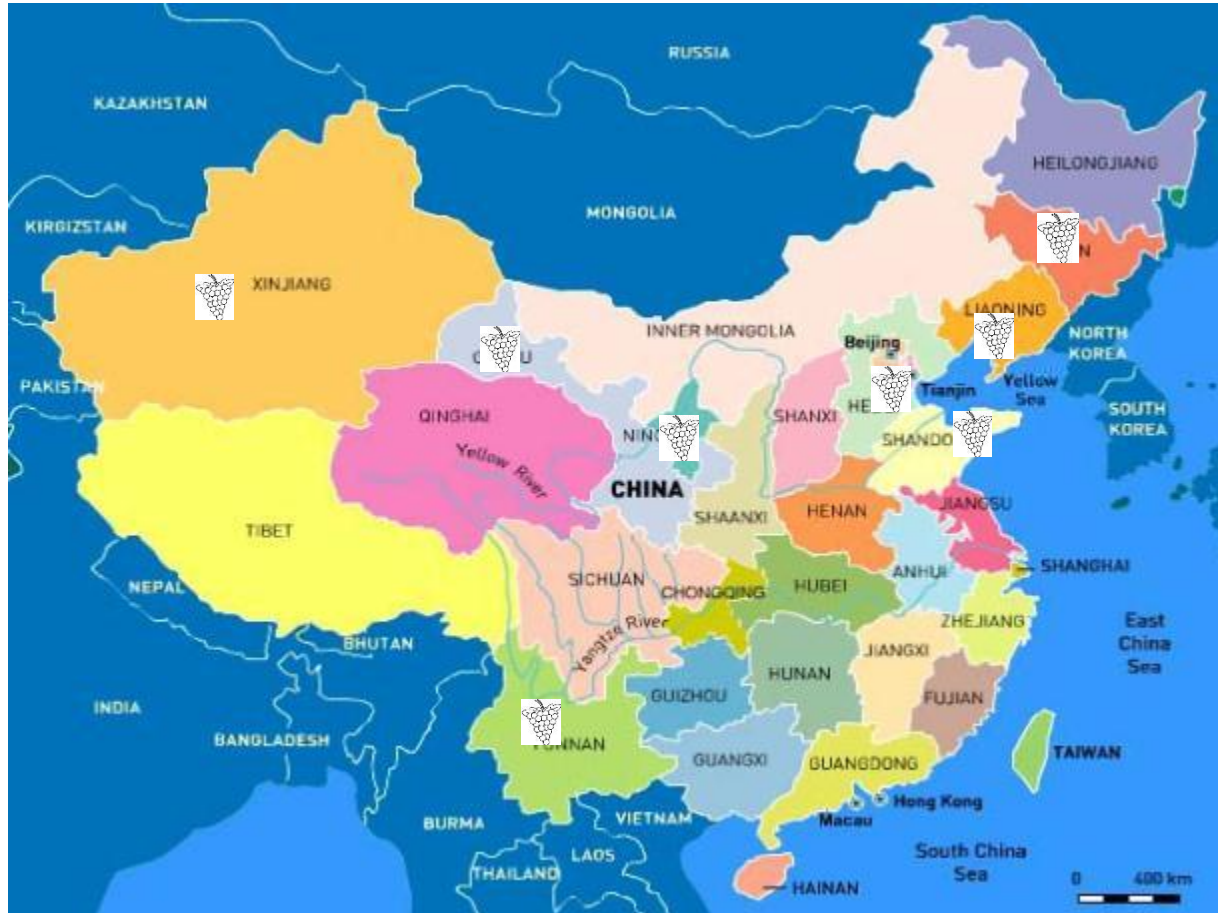 RUSSIA
KAZAKHSTAN
HEILONGJIANG
MONGOLIA
KIRGIZSTAN
XINJIANG
LIAONING
INNER MONGOLIA
NORTH
KOREA
Beijing
PAKISTAN
Tianjin
Yellow
Sea
QINGHAI
SHANXI
SOUTH
KOREA
Yellow River
CHINA
SHAANXI
HENAN
JIANGSU
TIBET
SHANGHAI
ANHUI
SICHUAN
HUBEI
CHONGQING
NEPAL
ZHEJIANG
East
China
Sea
Yangtze River
BHUTAN
JIANGXI
HUNAN
GUIZHOU
FUJIAN
INDIA
BANGLADESH
GUANGXI
GUANGDONG
TAIWAN
Hong Kong
Macau
BURMA
VIETNAM
LAOS
South China
Sea
THAILAND
HAINAN
0 400 km